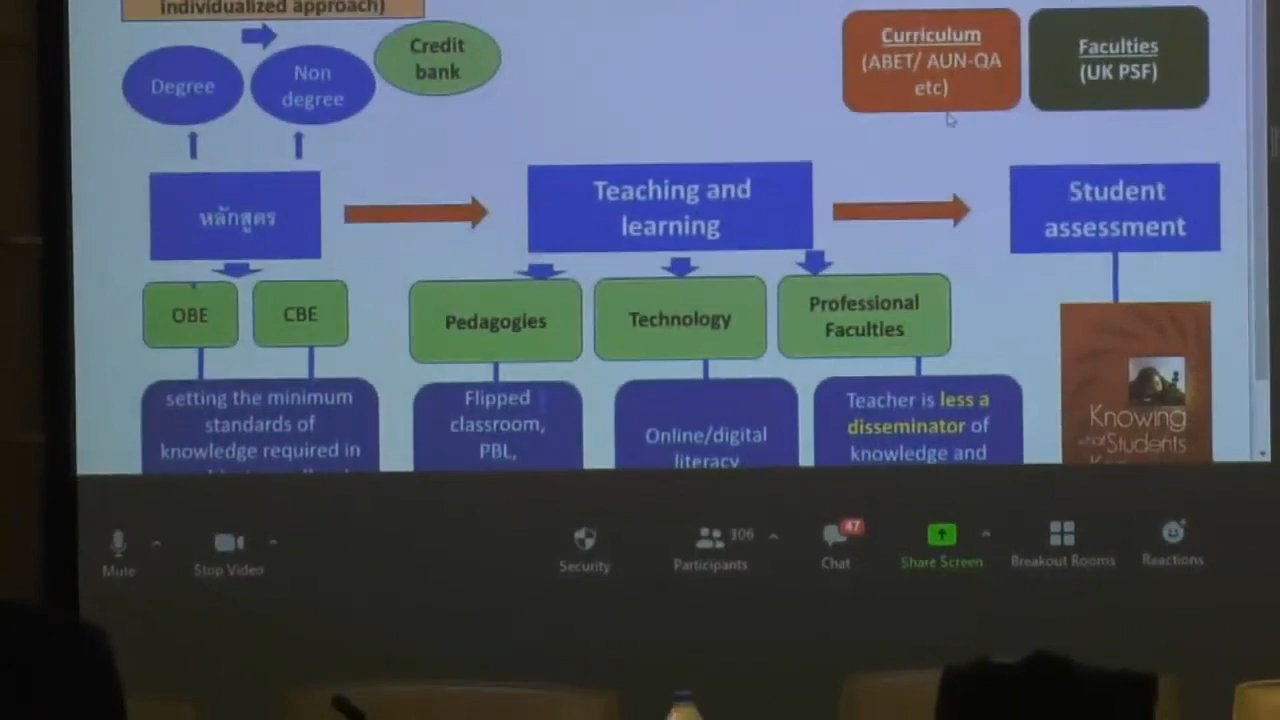 individualized approach)
Credit
bank
Degree
Non
degree
Curriculum
(ABET/ AUN-QA
etc)
Faculties
(UK PSF)
หลักสูตร
Teaching and
learning
Student
assessment
OBE
CBE
Pedagogies
Technology
Professional
Faculties
setting the minimum
standards of
knowledge required in
Flipped
classroom,
PBL,
Online/digital
literacy
Teacher is less a
disseminator of
knowledge and
Knowing
what Students
Mute
Stop Video
Security
306
Participants
47
Chat
Share Screen
Breakout Rooms
Reactions